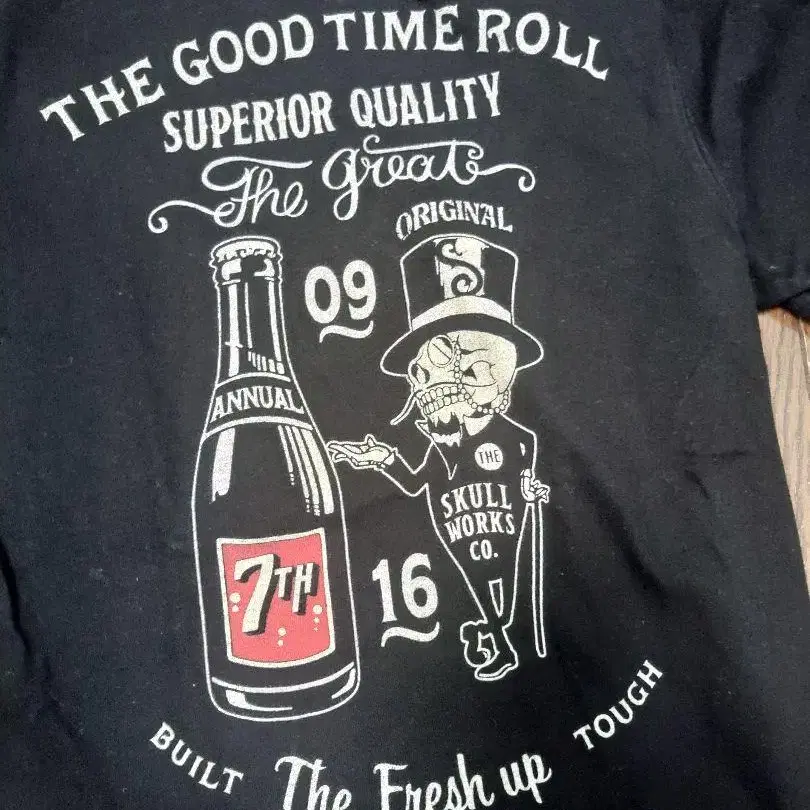 THE GOOD TIME ROLL
SUPERIOR QUALITY
The Great
ORIGINAL
S
09
ANNUAL
THE
SKULL
WORKS
CO.
7TH
16
BUILT
TOUGH
The Fresh up